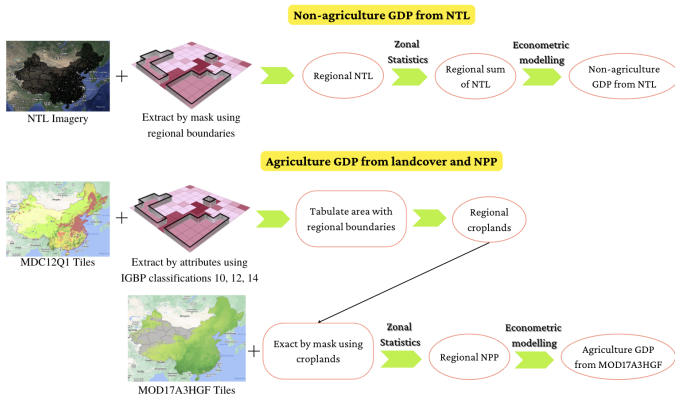 Non-agriculture GDP from NTL
NTL Imagery
+
Extract by mask using
regional boundaries
Regional NTL
Zonal
Statistics
Regional sum
of NTL
Econometric
modelling
Non-agriculture
GDP from NTL
Agriculture GDP from landcover and NPP
MDC12Q1 Tiles
+
Extract by attributes using
IGBP classifications 10, 12, 14
Tabulate area with
regional boundaries
Regional
croplands
MOD17A3HGF Tiles
+
Exact by mask using
croplands
Zonal
Statistics
Regional NPP
Econometric
modelling
Agriculture GDP
from MOD17A3HGF